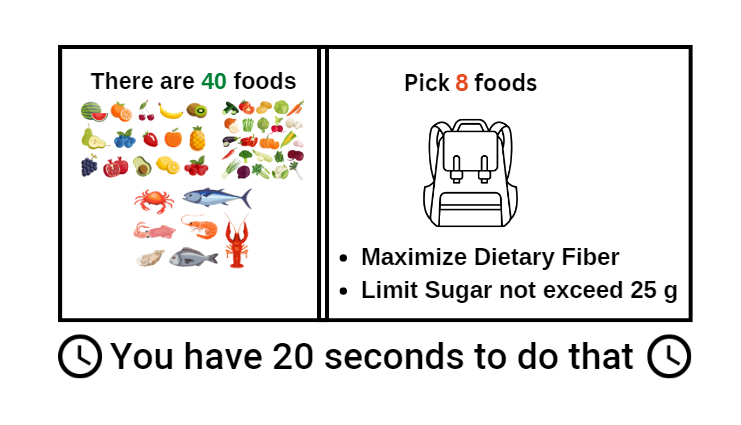 There are 40 foods
Pick 8 foods
• Maximize Dietary Fiber
• Limit Sugar not exceed 25 g
You have 20 seconds to do that